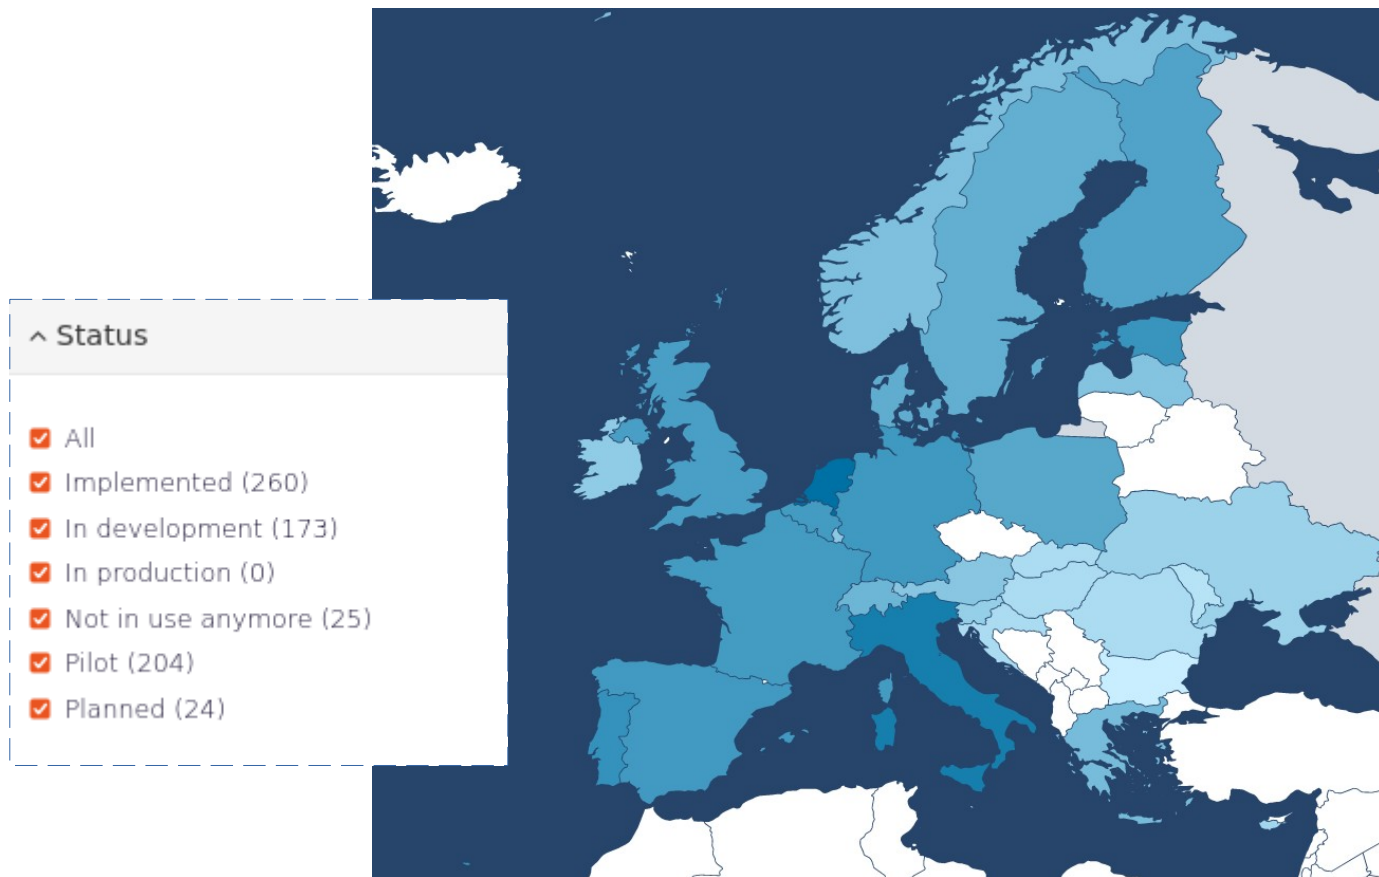 Status
All
Implemented (260)
In development (173)
In production (0)
Not in use anymore (25)
Pilot (204)
Planned (24)